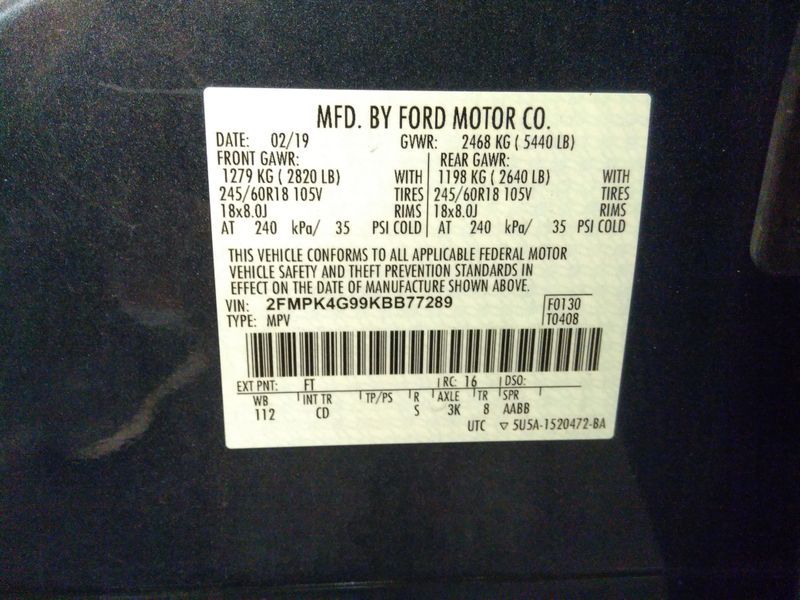 MFD. BY FORD MOTOR CO.
DATE: 02/19 GVWR: 2468 KG ( 5440 LB)
FRONT GAWR: REAR GAWR:
1279 KG ( 2820 LB) WITH 1198 KG ( 2640 LB) WITH
245/60R18 105V TIRES 245/60R18 105V TIRES
18x8.0J RIMS 18x8.0J RIMS
AT 240 kPa/ 35 PSI COLD AT 240 kPa/ 35 PSI COLD
THIS VEHICLE CONFORMS TO ALL APPLICABLE FEDERAL MOTOR
VEHICLE SAFETY AND THEFT PREVENTION STANDARDS IN
EFFECT ON THE DATE OF MANUFACTURE SHOWN ABOVE.
VIN: 2FMPK4G99KBB77289 F0130
TYPE: MPV T0408
EXT PNT: FT RC: 16 DSO:
WB INT TR TP/PS R AXLE TR SPR
112 CD S 3K 8 AABB
UTC ▽ 5U5A-1520472-BA